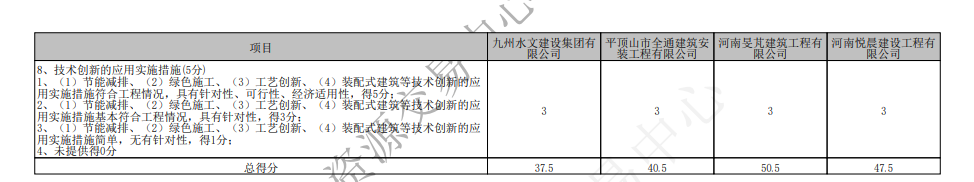 项目
九州水文建设集团有
限公司
平顶山市全通建筑安
装工程有限公司
河南旻芃建筑工程有
限公司
河南悦晨建设工程有
限公司
8、技术创新的应用实施措施(5分)
1、（1）节能减排、（2）绿色施工、（3）工艺创新、（4）装配式建筑等技术创新的应
用实施措施符合工程情况，具有针对性、可行性、经济适用性，得5分；
2、（1）节能减排、（2）绿色施工、（3）工艺创新、（4）装配式建筑等技术创新的应
用实施措施基本符合工程情况，具有针对性，得3分；
3、（1）节能减排、（2）绿色施工、（3）工艺创新、（4）装配式建筑等技术创新的应
用实施措施简单，无有针对性，得1分；
4、未提供得0分
3
3
3
3
总得分
37.5
40.5
50.5
47.5
资源交易中心
中心